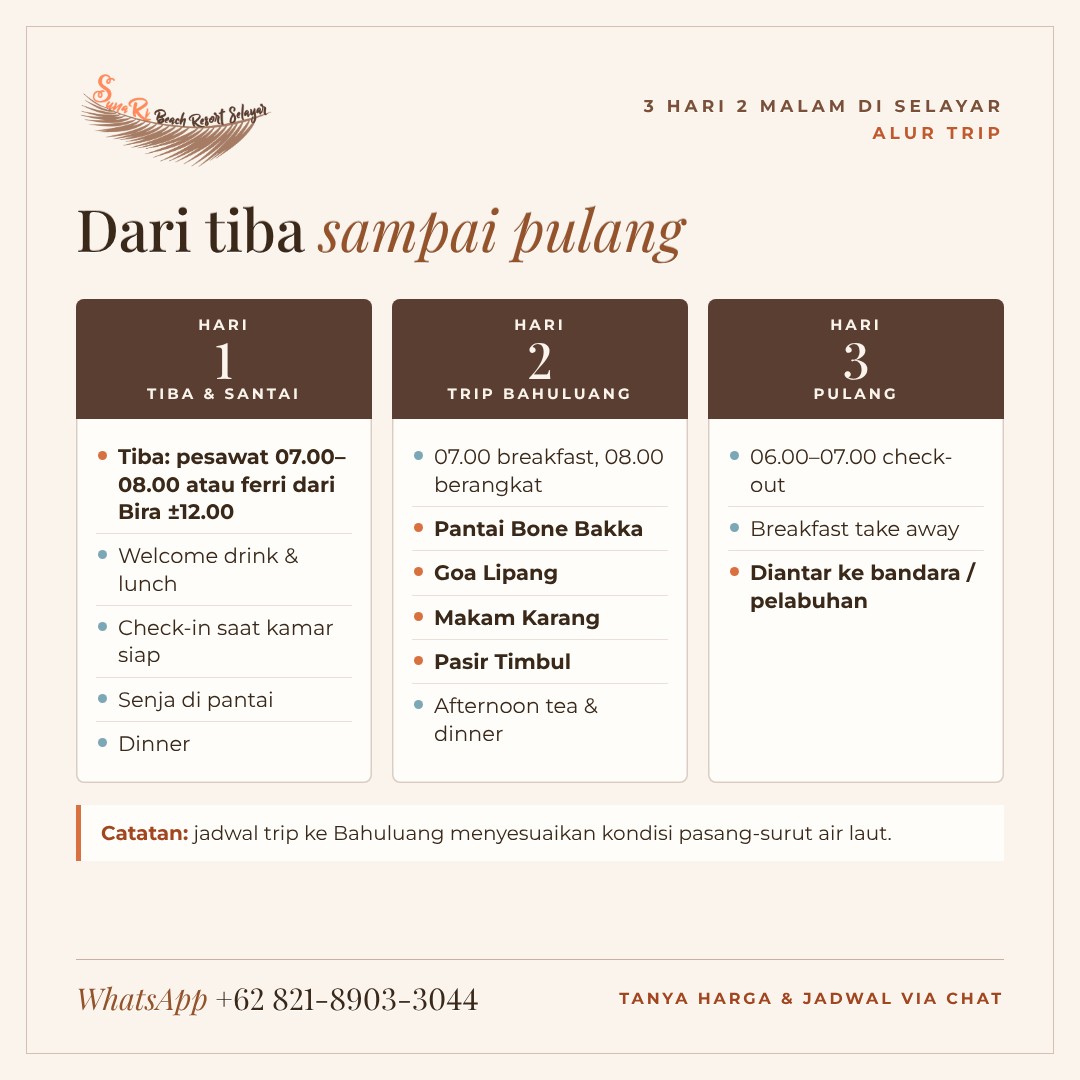 SunaRi Beach Resort Selayar
3 HARI 2 MALAM DI SELAYAR
ALUR TRIP
Dari tiba sampai pulang
HARI
1
TIBA & SANTAI
Tiba: pesawat 07.00–
08.00 atau ferri dari
Bira ±12.00
Welcome drink &
lunch
Check-in saat kamar
siap
Senja di pantai
Dinner
HARI
2
TRIP BAHULUANG
07.00 breakfast, 08.00
berangkat
Pantai Bone Bakka
Goa Lipang
Makam Karang
Pasir Timbul
Afternoon tea &
dinner
HARI
3
PULANG
06.00–07.00 check-
out
Breakfast take away
Diantar ke bandara /
pelabuhan
Catatan: jadwal trip ke Bahuluang menyesuaikan kondisi pasang-surut air laut.
WhatsApp +62 821-8903-3044
TANYA HARGA & JADWAL VIA CHAT